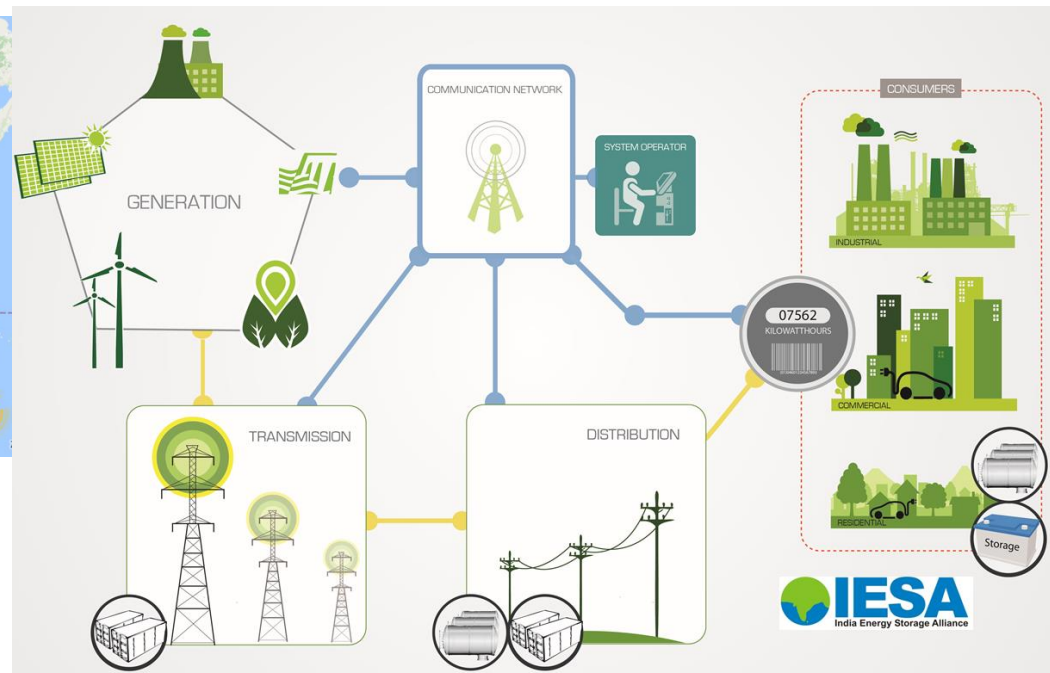 COMMUNICATION NETWORK
SYSTEM OPERATOR
CONSUMERS
GENERATION
INDUSTRIAL
07562
KILOWATTHOURS
COMMERCIAL
TRANSMISSION
DISTRIBUTION
RESIDENTIAL
Storage
IESA
India Energy Storage Alliance